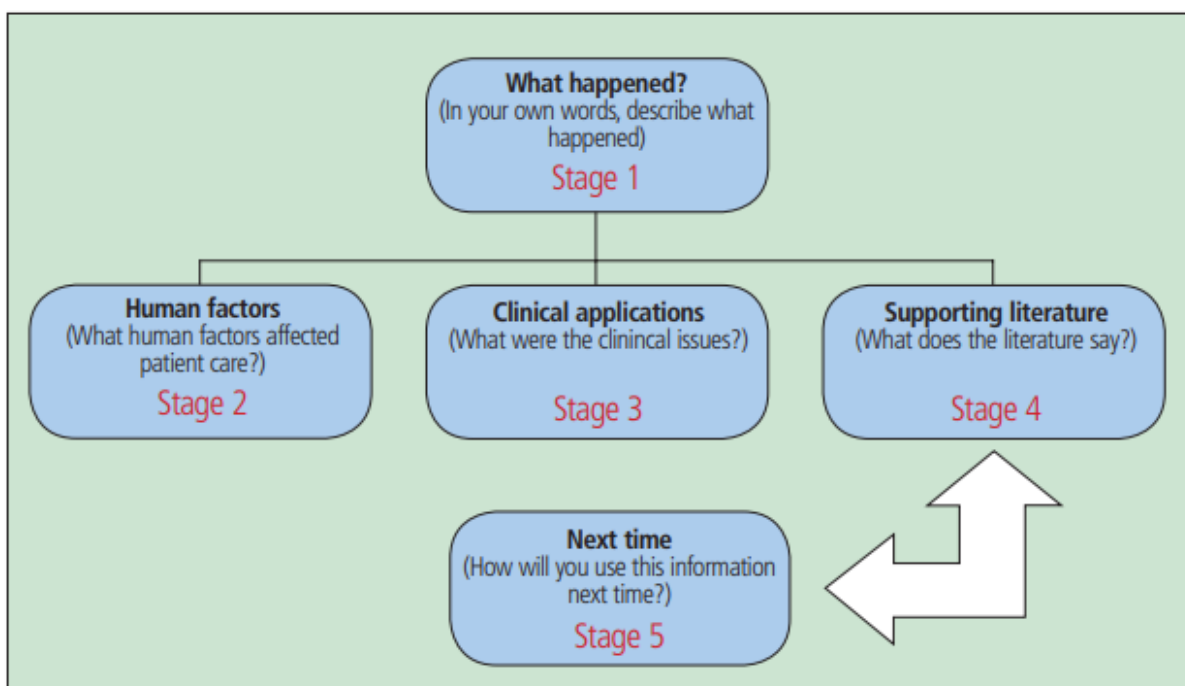 What happened?
(In your own words, describe what
happened)
Stage 1
Human factors
(What human factors affected
patient care?)
Stage 2
Clinical applications
(What were the clinincal issues?)
Stage 3
Supporting literature
(What does the literature say?)
Stage 4
Next time
(How will you use this information
next time?)
Stage 5